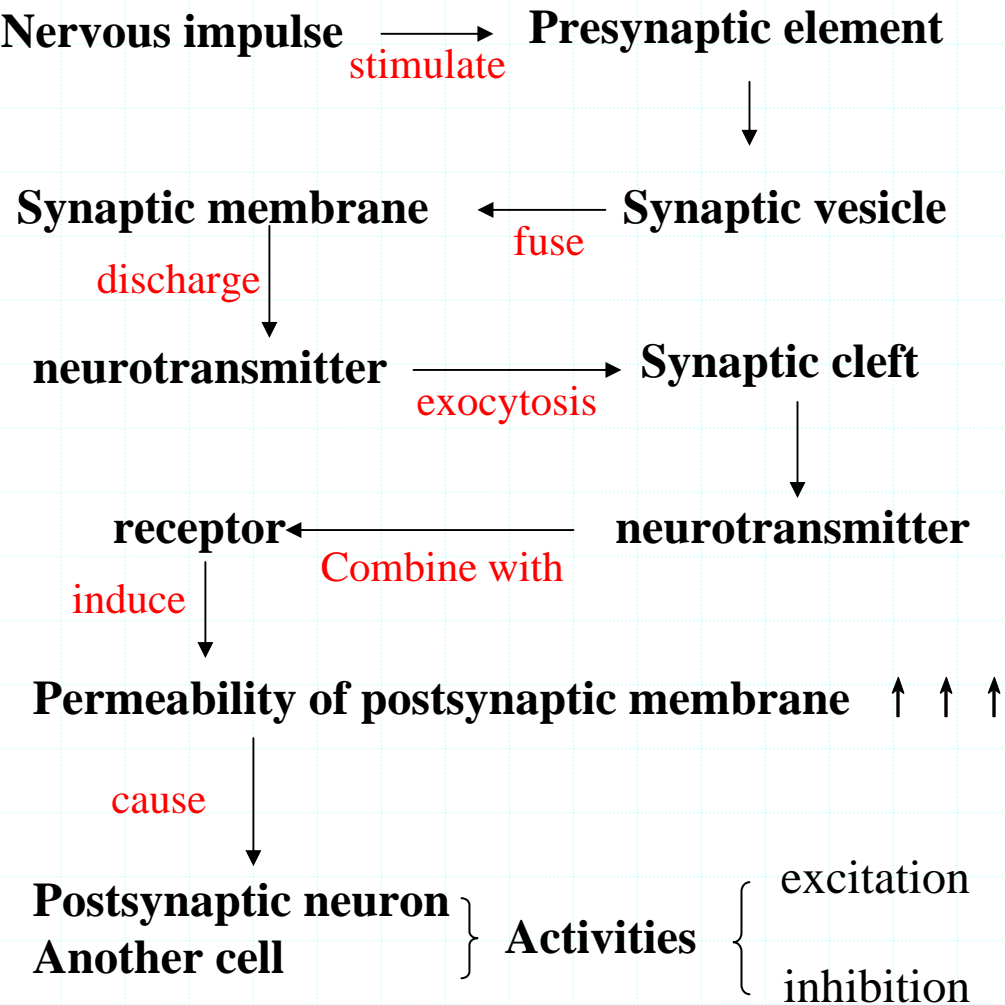 Nervous impulse
stimulate
Presynaptic element
Synaptic membrane
fuse
Synaptic vesicle
discharge
neurotransmitter
exocytosis
Synaptic cleft
receptor
Combine with
neurotransmitter
induce
Permeability of postsynaptic membrane ↑ ↑ ↑
cause
Postsynaptic neuron
Another cell
Activities
excitation
inhibition